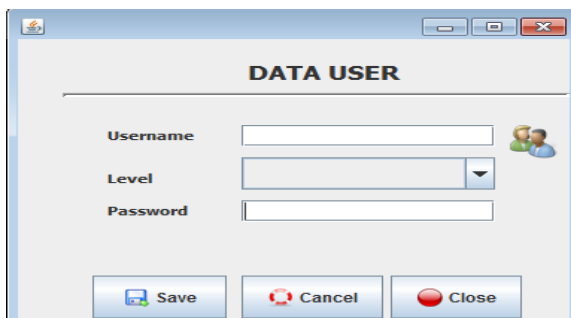 DATA USER
Username
Level
Password
Save Cancel Close